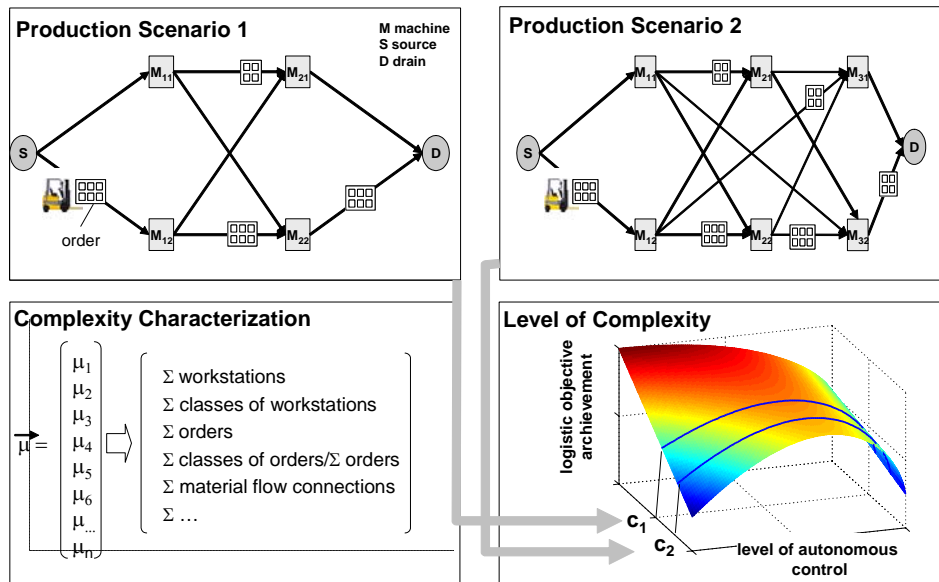 Production Scenario 1
M machine
S source
D drain
M11
M21
S
D
order
M12
M22
Production Scenario 2
M11
M21
M31
S
D
M12
M22
M32
Complexity Characterization
μ =
μ1
μ2
μ3
μ4
μ5
μ6
μ...
μn
Σ workstations
Σ classes of workstations
Σ orders
Σ classes of orders/Σ orders
Σ material flow connections
Σ ...
Level of Complexity
logistic objective
archievement
c1
c2
level of autonomous
control